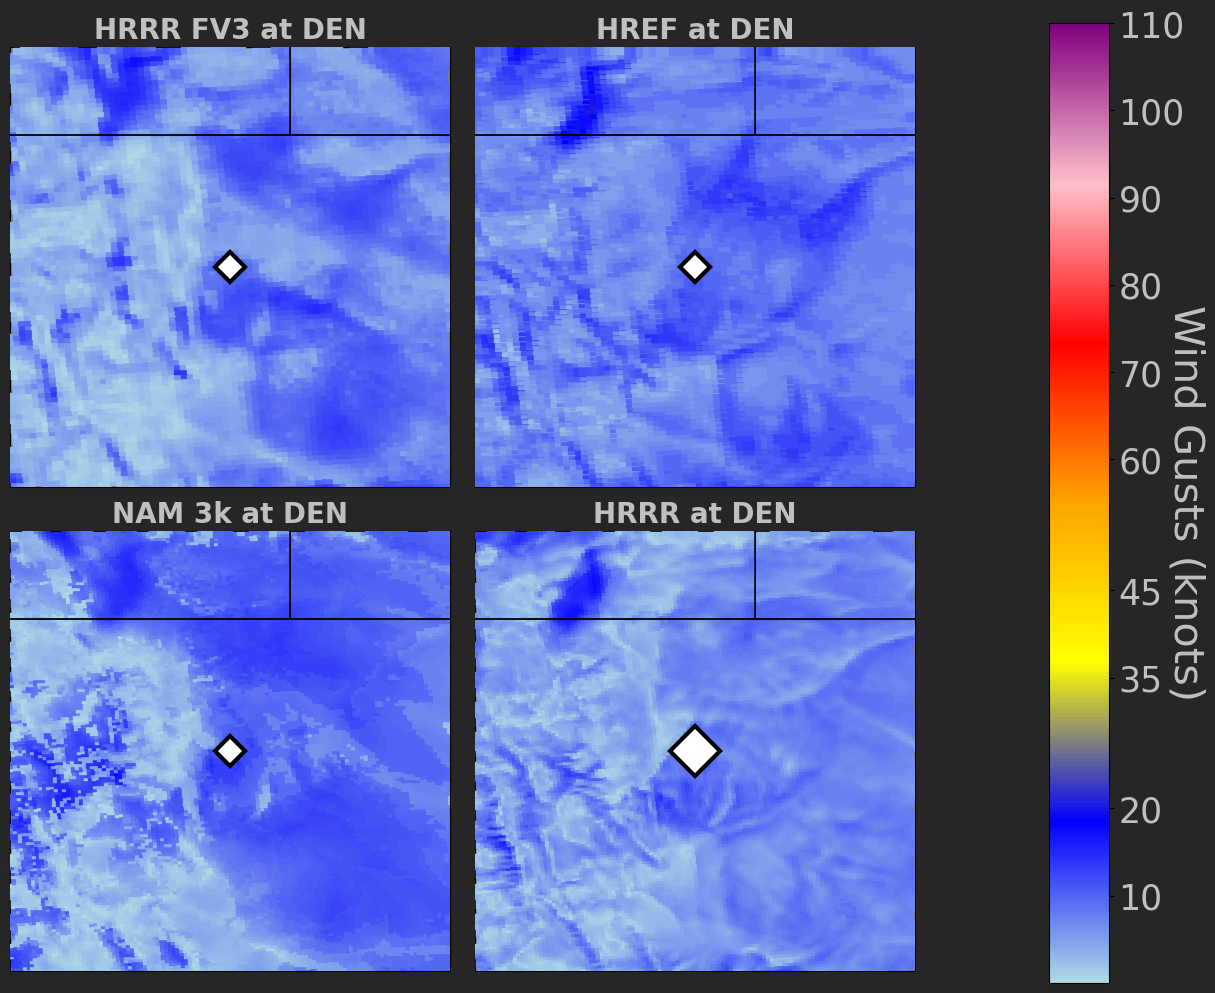 HRRR FV3 at DEN
HREF at DEN
NAM 3k at DEN
HRRR at DEN
110
100
90
80
70
60
45
35
20
10
Wind Gusts (knots)